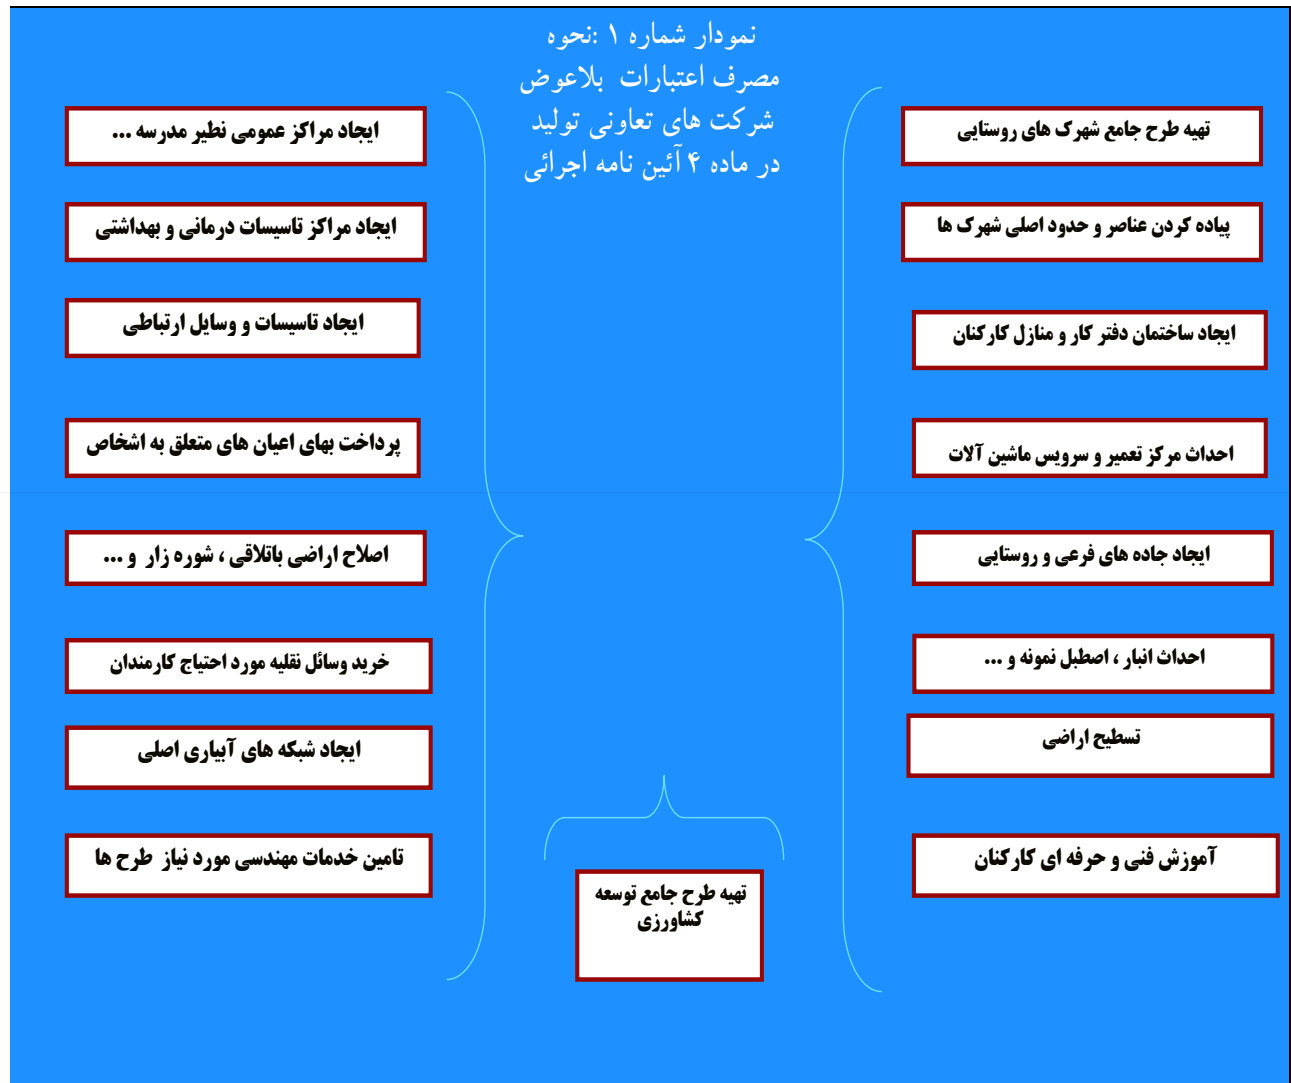 نمودار شماره ۱ :نحوه
مصرف اعتبارات بلاعوض
شرکت های تعاونی تولید
در ماده ۴ آئین نامه اجرائی
تهیه طرح جامع شهرک های روستایی
پیاده کردن عناصر و حدود اصلی شهرک ها
ایجاد ساختمان دفتر کار و منازل کارکنان
احداث مرکز تعمیر و سرویس ماشین آلات
ایجاد جاده های فرعی و روستایی
احداث انبار ، اصطبل نمونه و ...
تسطیح اراضی
آموزش فنی و حرفه ای کارکنان
ایجاد مراکز عمومی نطیر مدرسه ...
ایجاد مراکز تاسیسات درمانی و بهداشتی
ایجاد تاسیسات و وسایل ارتباطی
پرداخت بهای اعیان های متعلق به اشخاص
اصلاح اراضی باتلاقی ، شوره زار و ...
خرید وسائل نقلیه مورد احتیاج کارمندان
ایجاد شبکه های آبیاری اصلی
تامین خدمات مهندسی مورد نیاز طرح ها
تهیه طرح جامع توسعه
کشاورزی